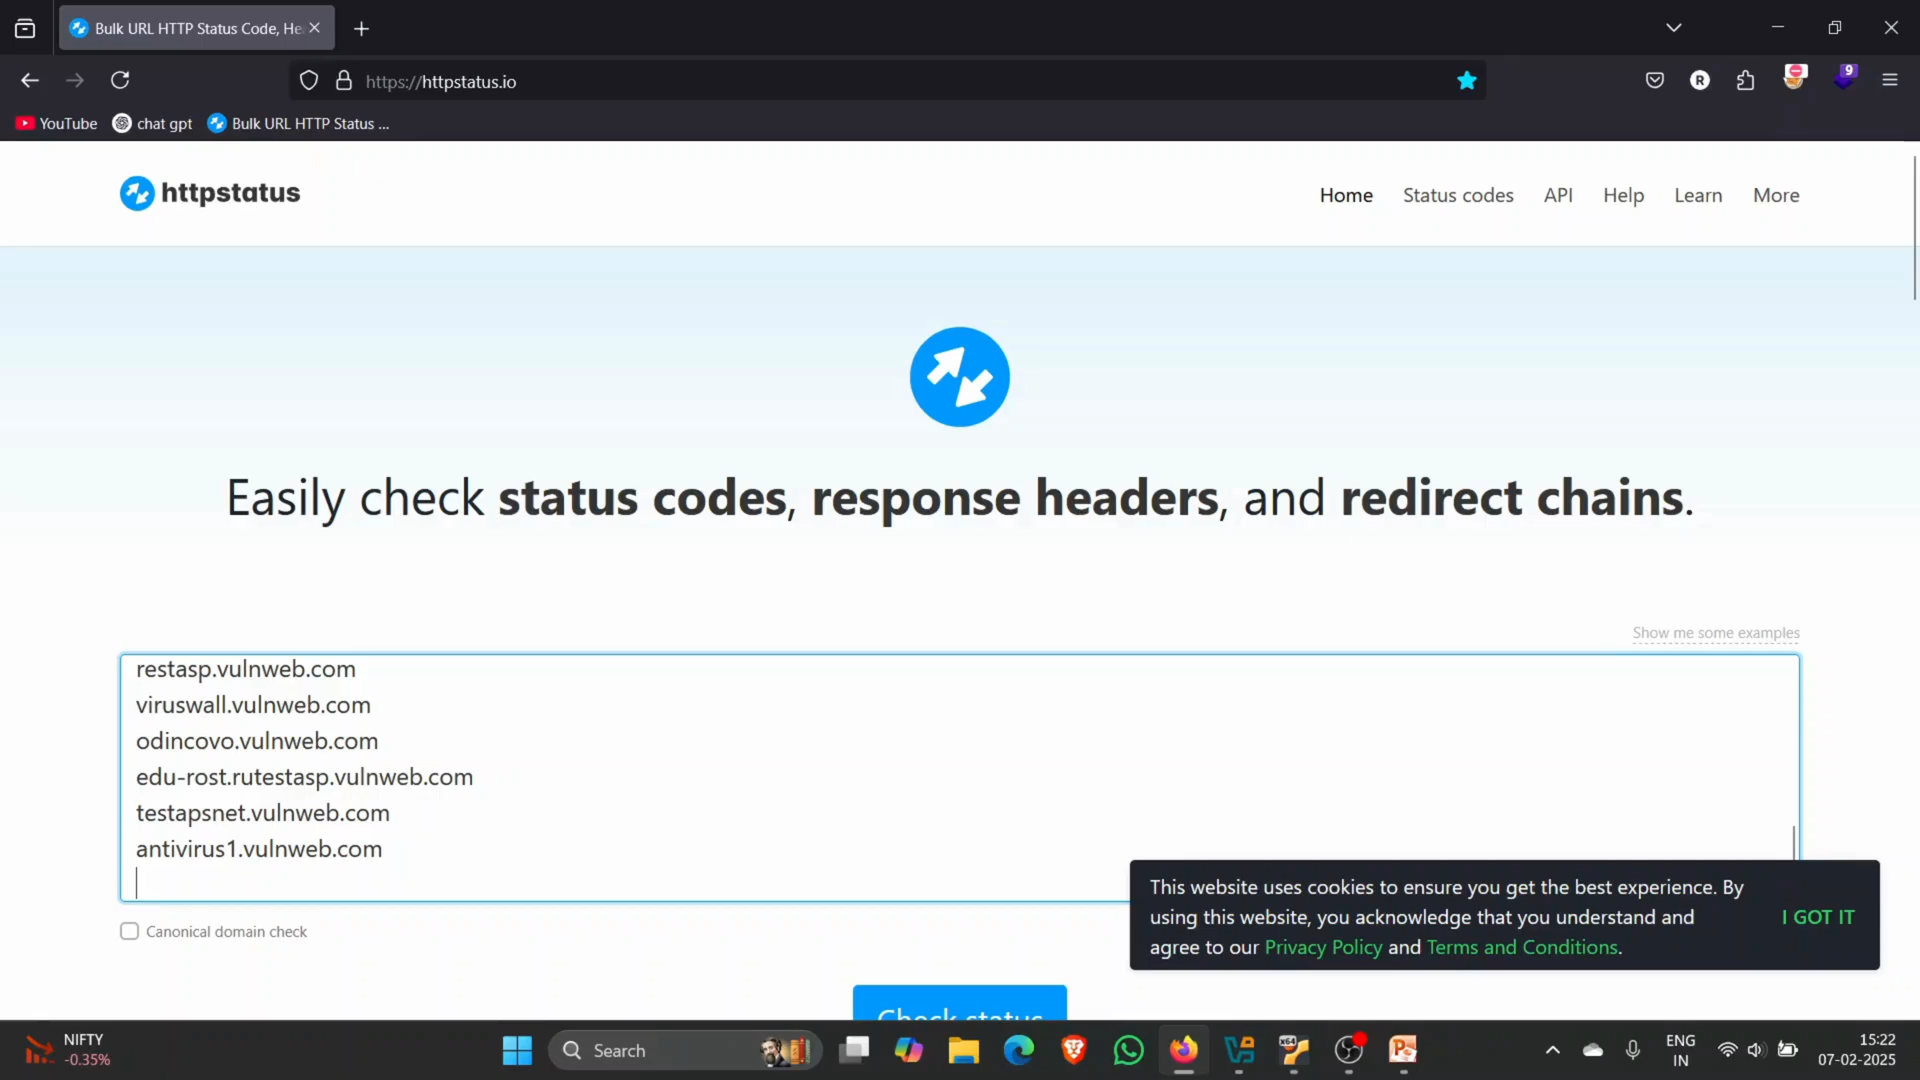 Bulk URL HTTP Status Code, He
https://httpstatus.io
R
9
YouTube
chat gpt
Bulk URL HTTP Status ...
httpstatus
Home
Status codes
API
Help
Learn
More
Easily check status codes, response headers, and redirect chains.
Show me some examples
restasp.vulnweb.com
viruswall.vulnweb.com
odincovo.vulnweb.com
edu-rost.rutestasp.vulnweb.com
testapsnet.vulnweb.com
antivirus1.vulnweb.com
Canonical domain check
This website uses cookies to ensure you get the best experience. By
using this website, you acknowledge that you understand and
agree to our Privacy Policy and Terms and Conditions.
I GOT IT
Check status
NIFTY
-0.35%
Search
X64
ENG
IN
15:22
07-02-2025